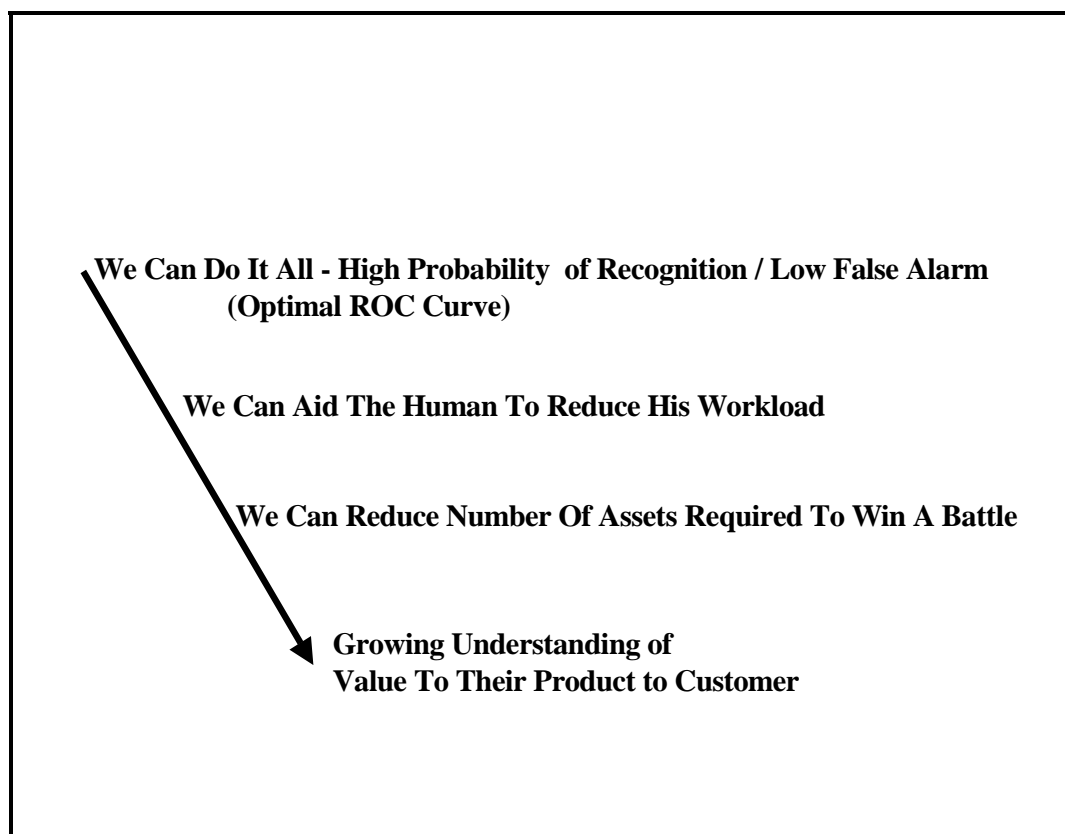 We Can Do It All - High Probability of Recognition / Low False Alarm
(Optimal ROC Curve)
We Can Aid The Human To Reduce His Workload
We Can Reduce Number Of Assets Required To Win A Battle
Growing Understanding of
Value To Their Product to Customer